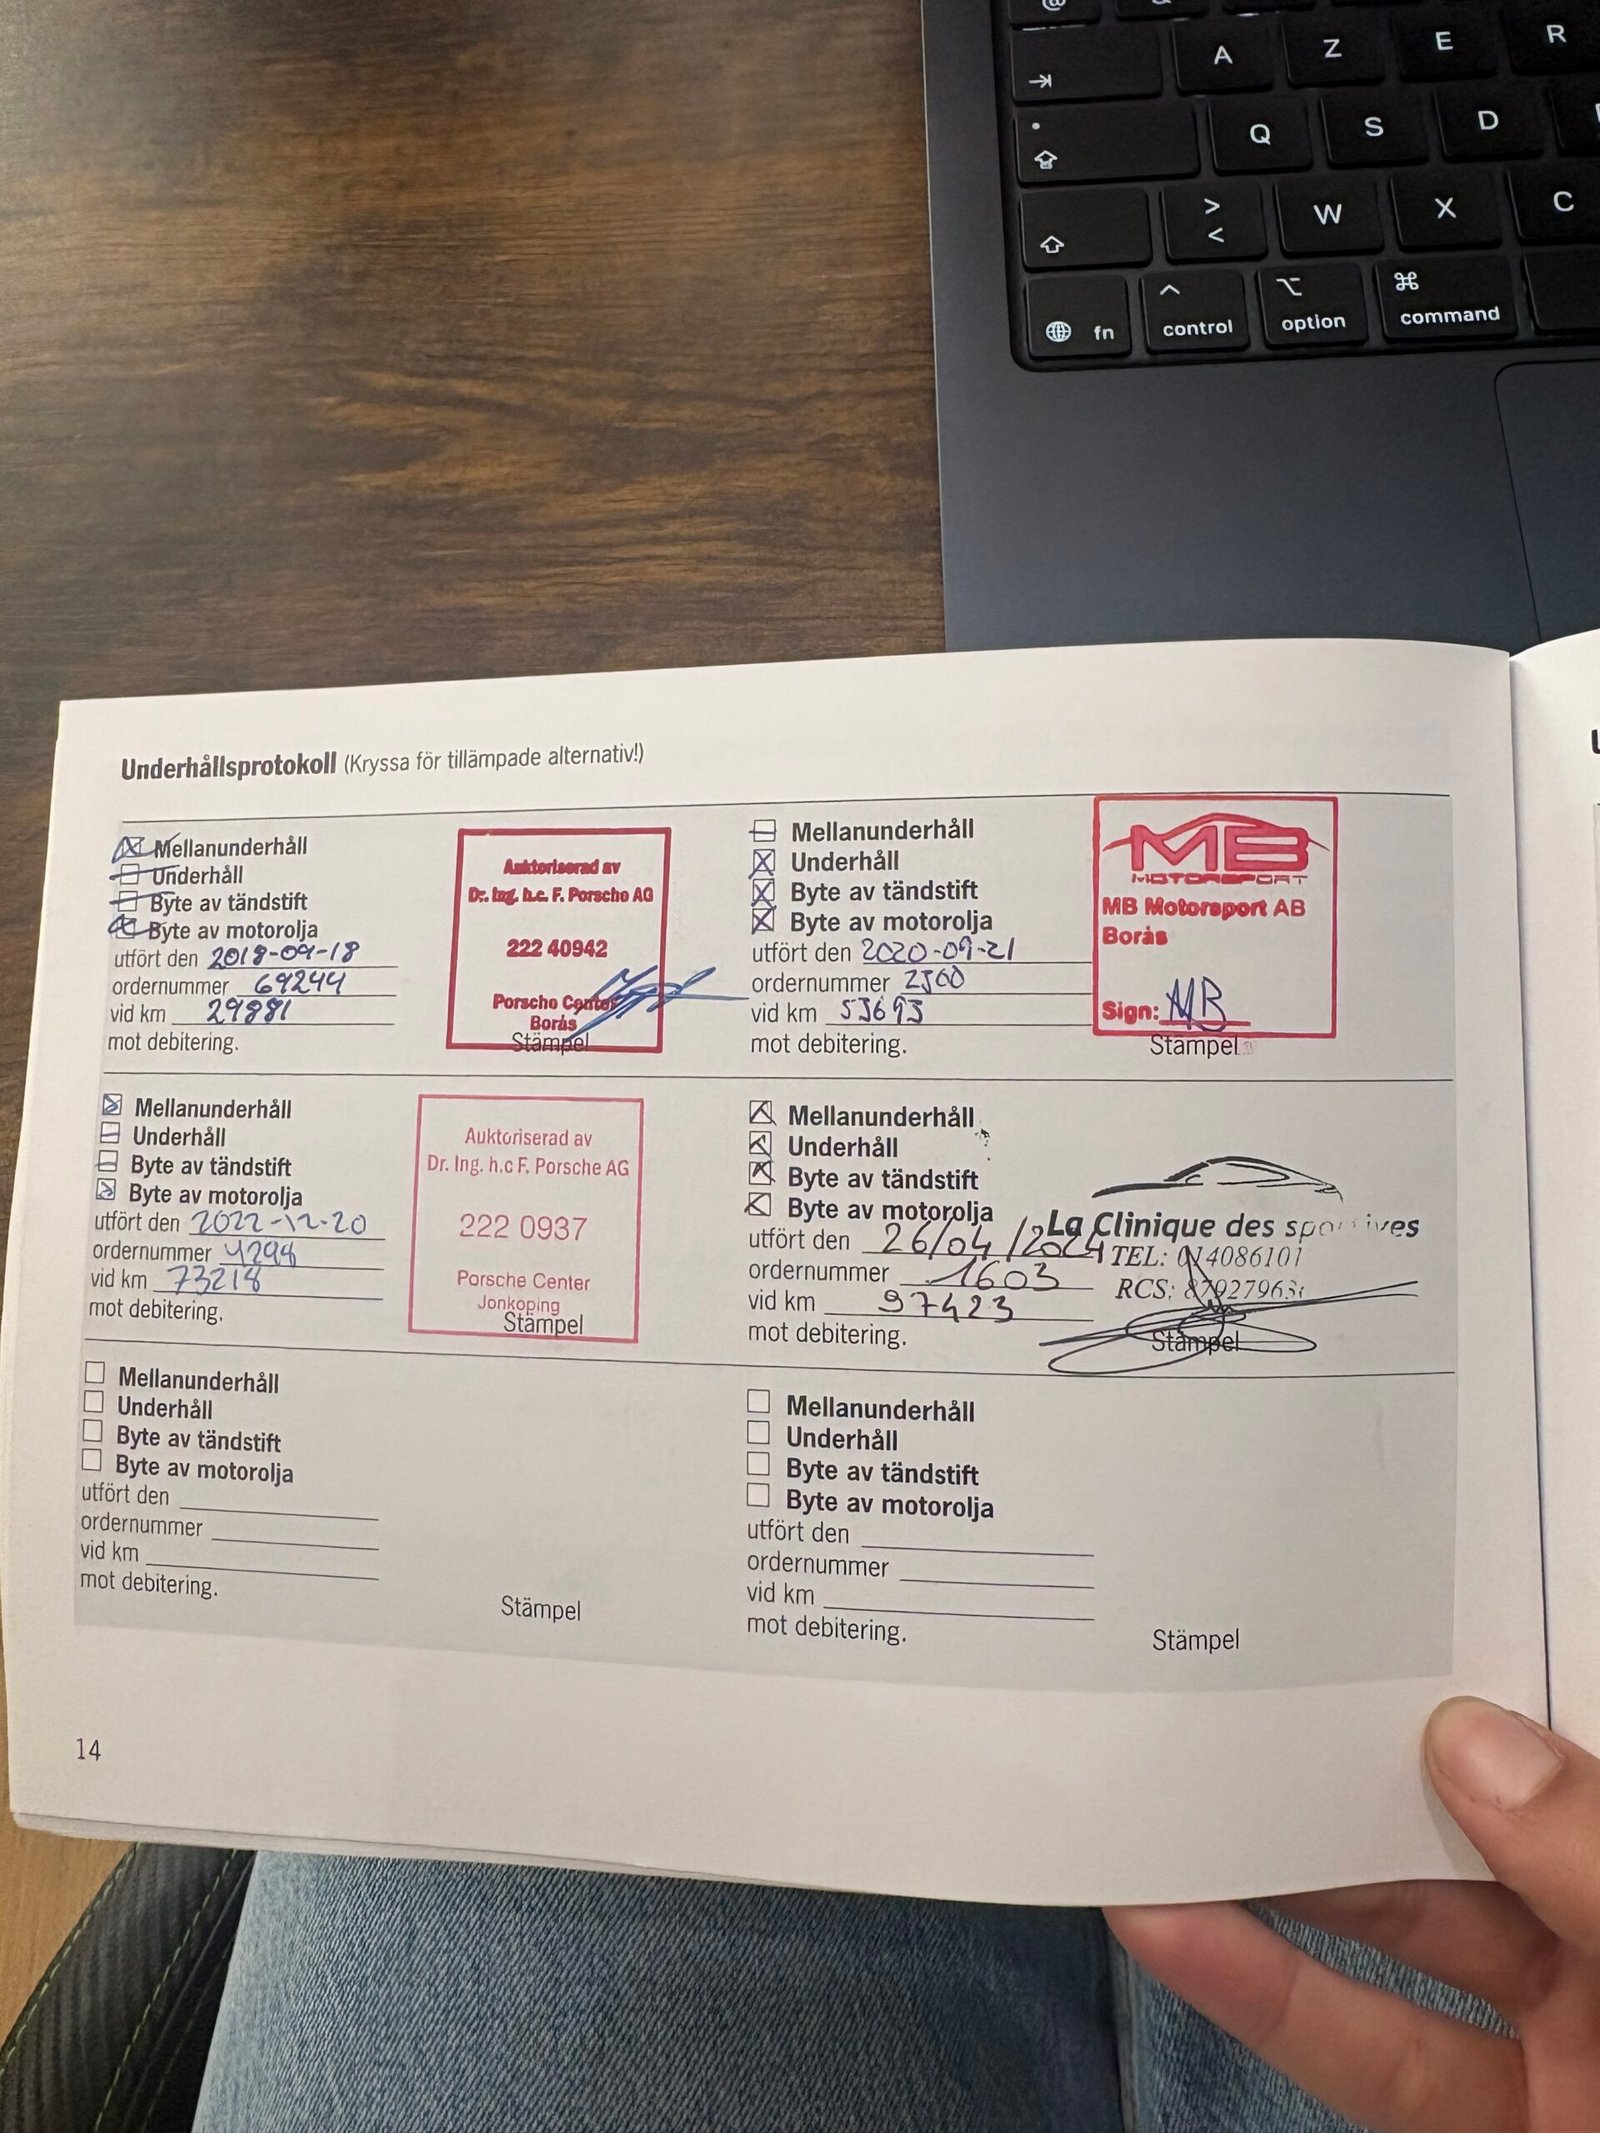 @
&
A Z E R
Q S D
>
<
W X C
fn
control
option
⌘
command
Underhållsprotokoll (Kryssa för tillämpade alternativ!)
Mellanunderhåll
Underhåll
Byte av tändstift
Byte av motorolja
utfört den 2018-09-18
ordernummer 69244
vid km 29881
mot debitering.
Auktoriserad av
Dr. Ing. h.c. F. Porsche AG
222 40942
Porsche Center
Borås
Stämpel
Mellanunderhåll
Underhåll
Byte av tändstift
Byte av motorolja
utfört den 2020-09-21
ordernummer
vid km 53693
mot debitering.
MB
MOTORSPORT
MB Motorsport AB
Borås
Sign: MB
Stämpel
Mellanunderhåll
Underhåll
Byte av tändstift
Byte av motorolja
utfört den 2022-12-20
ordernummer 4298
vid km 73218
mot debitering.
Auktoriserad av
Dr. Ing. h.c F. Porsche AG
222 0937
Porsche Center
Jonkoping
Stämpel
Mellanunderhåll
Underhåll
Byte av tändstift
Byte av motorolja
utfört den 26/04/2024
ordernummer 1603
vid km 97423
mot debitering.
La Clinique des sportives
TEL: 014086101
RCS:
Stämpel
Mellanunderhåll
Underhåll
Byte av tändstift
Byte av motorolja
utfört den
ordernummer
vid km
mot debitering.
Stämpel
Mellanunderhåll
Underhåll
Byte av tändstift
Byte av motorolja
utfört den
ordernummer
vid km
mot debitering.
Stämpel
14